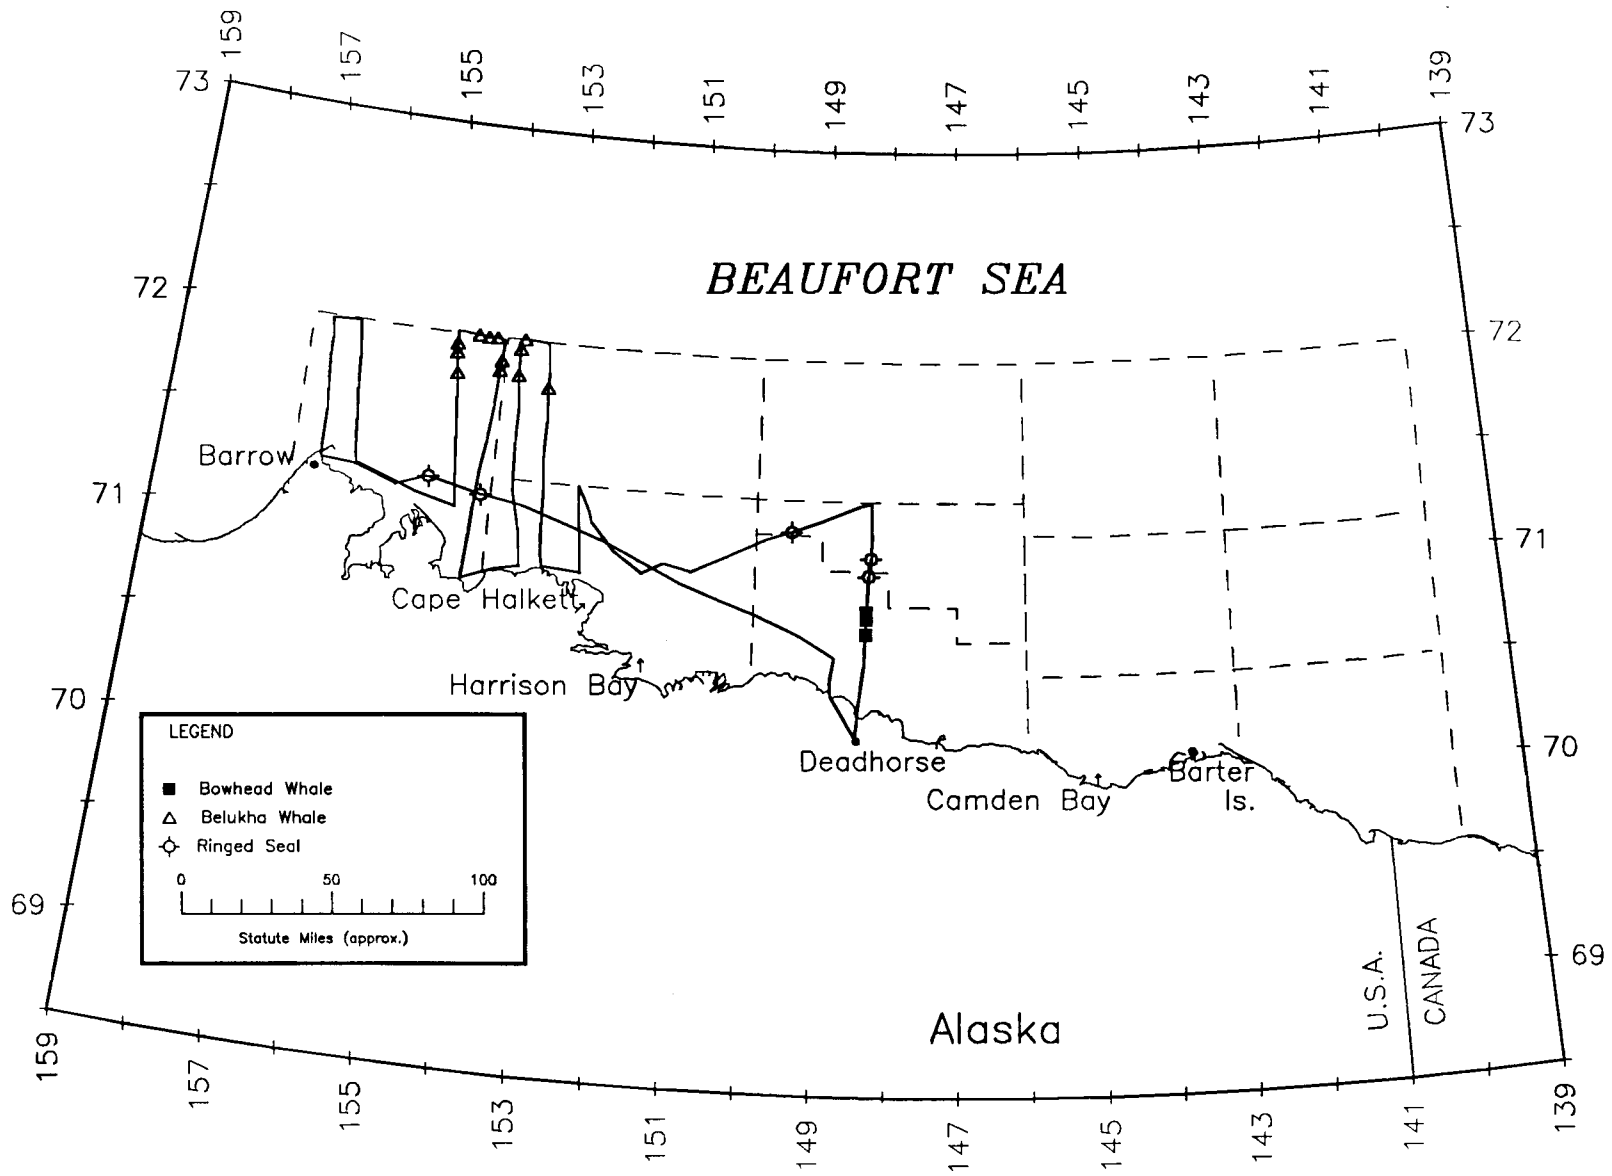 159
157
155
153
151
149
147
145
143
141
139
73
73
BEAUFORT SEA
72
72
Barrow
71
71
Cape Halkett
Harrison Bay
70
70
Deadhorse
Camden Bay
Barter
Is.
LEGEND
Bowhead Whale
Belukha Whale
Ringed Seal
0 50 100
Statute Miles (approx.)
69
69
U.S.A.
CANADA
Alaska
159
157
155
153
151
149
147
145
143
141
139